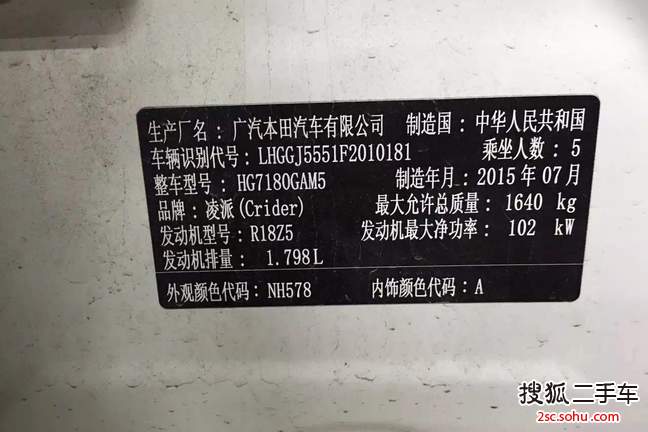 生产厂名：广汽本田汽车有限公司 制造国：中华人民共和国
车辆识别代号：LHGGJ5551F2010181 乘坐人数：5
整车型号：HG7180GAM5 制造年月：2015年07月
品牌：凌派(Crider) 最大允许总质量：1640 kg
发动机型号：R18Z5 发动机最大净功率：102 kW
发动机排量：1.798L
外观颜色代码：NH578 内饰颜色代码：A
搜狐二手车
2sc.sohu.com